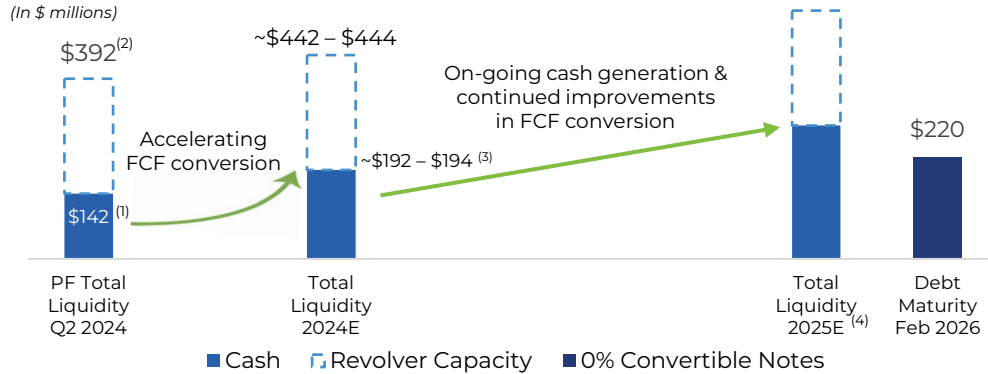 (In $ millions)
$392(2)
~$442 – $444
On-going cash generation &
continued improvements
in FCF conversion
Accelerating
FCF conversion
~$192 – $194 (3)
$220
$142 (1)
PF Total
Liquidity
Q2 2024
Total
Liquidity
2024E
Total
Liquidity
2025E (4)
Debt
Maturity
Feb 2026
Cash
Revolver Capacity
0% Convertible Notes